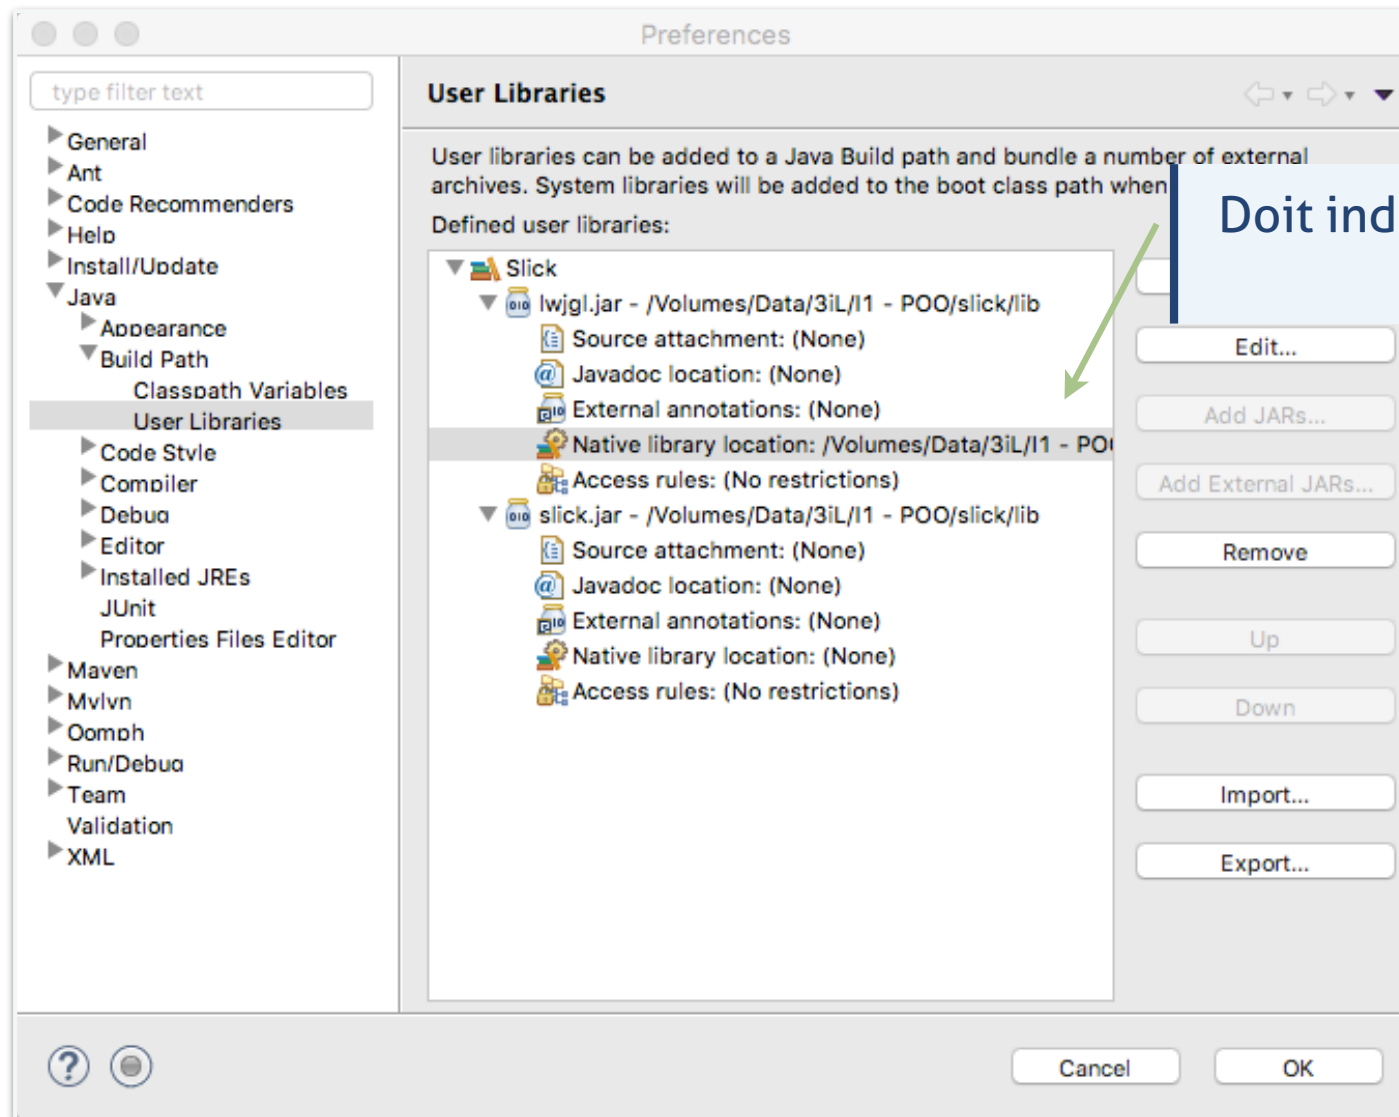 Preferences
type filter text
General
Ant
Code Recommenders
Help
Install/Update
Java
Appearance
Build Path
Classpath Variables
User Libraries
Code Style
Compiler
Debug
Editor
Installed JREs
JUnit
Properties Files Editor
Maven
Mylyn
Oomph
Run/Debug
Team
Validation
XML
User Libraries
User libraries can be added to a Java Build path and bundle a number of external
archives. System libraries will be added to the boot class path when
Doit ind
Defined user libraries:
Slick
lwjgl.jar - /Volumes/Data/3iL/I1 - POO/slick/lib
Source attachment: (None)
Javadoc location: (None)
External annotations: (None)
Native library location: /Volumes/Data/3iL/I1 - PO
Access rules: (No restrictions)
slick.jar - /Volumes/Data/3iL/I1 - POO/slick/lib
Source attachment: (None)
Javadoc location: (None)
External annotations: (None)
Native library location: (None)
Access rules: (No restrictions)
Edit...
Add JARs...
Add External JARs...
Remove
Up
Down
Import...
Export...
Cancel
OK